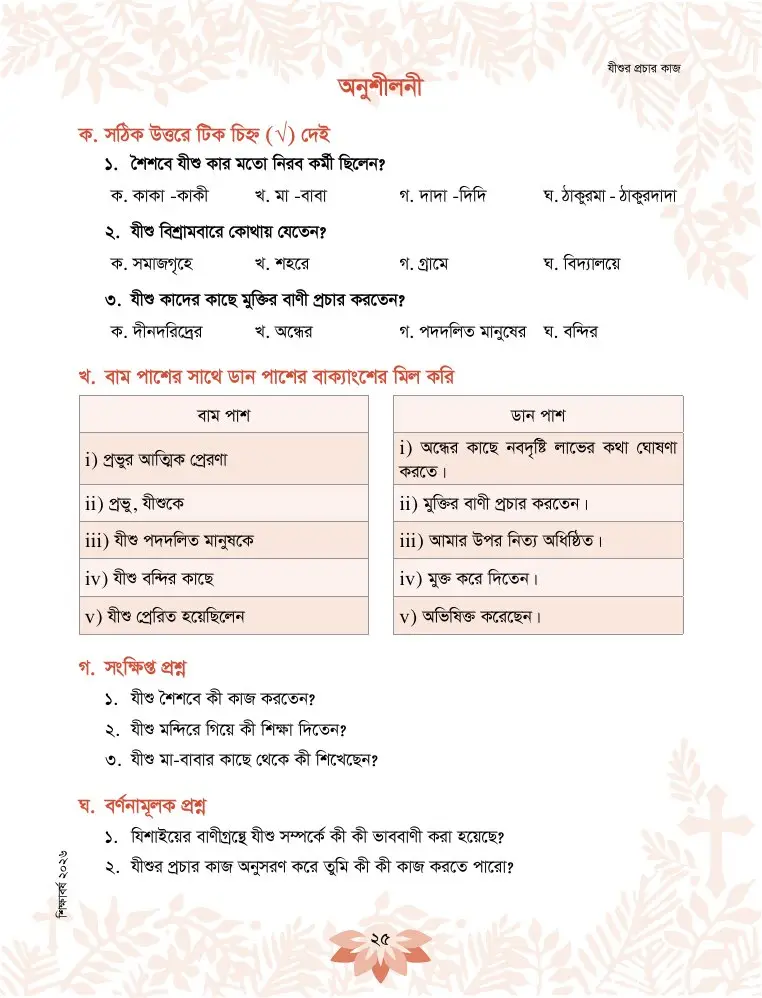 যীশুর প্রচার কাজ
অনুশীলনী
ক. সঠিক উত্তরে টিক চিহ্ন (√) দেই
১. শৈশবে যীশু কার মতো নিরব কর্মী ছিলেন?
ক. কাকা -কাকী খ. মা -বাবা গ. দাদা -দিদি ঘ. ঠাকুরমা - ঠাকুরদাদা
২. যীশু বিশ্রামবারে কোথায় যেতেন?
ক. সমাজগৃহে খ. শহরে গ. গ্রামে ঘ. বিদ্যালয়ে
৩. যীশু কাদের কাছে মুক্তির বাণী প্রচার করতেন?
ক. দীনদরিদ্রের খ. অন্ধের গ. পদদলিত মানুষের ঘ. বন্দির
খ. বাম পাশের সাথে ডান পাশের বাক্যাংশের মিল করি
বাম পাশ
i) প্রভুর আত্মিক প্রেরণা
ii) প্রভু, যীশুকে
iii) যীশু পদদলিত মানুষকে
iv) যীশু বন্দির কাছে
v) যীশু প্রেরিত হয়েছিলেন
ডান পাশ
i) অন্ধের কাছে নবদৃষ্টি লাভের কথা ঘোষণা
করতে।
ii) মুক্তির বাণী প্রচার করতেন।
iii) আমার উপর নিত্য অধিষ্ঠিত।
iv) মুক্ত করে দিতেন।
v) অভিষিক্ত করেছেন।
গ. সংক্ষিপ্ত প্রশ্ন
১. যীশু শৈশবে কী কাজ করতেন?
২. যীশু মন্দিরে গিয়ে কী শিক্ষা দিতেন?
৩. যীশু মা-বাবার কাছে থেকে কী শিখেছেন?
ঘ. বর্ণনামূলক প্রশ্ন
১. যিশাইয়ের বাণীগ্রন্থে যীশু সম্পর্কে কী কী ভাববাণী করা হয়েছে?
২. যীশুর প্রচার কাজ অনুসরণ করে তুমি কী কী কাজ করতে পারো?
শিক্ষাবর্ষ ২০২৬
২৫